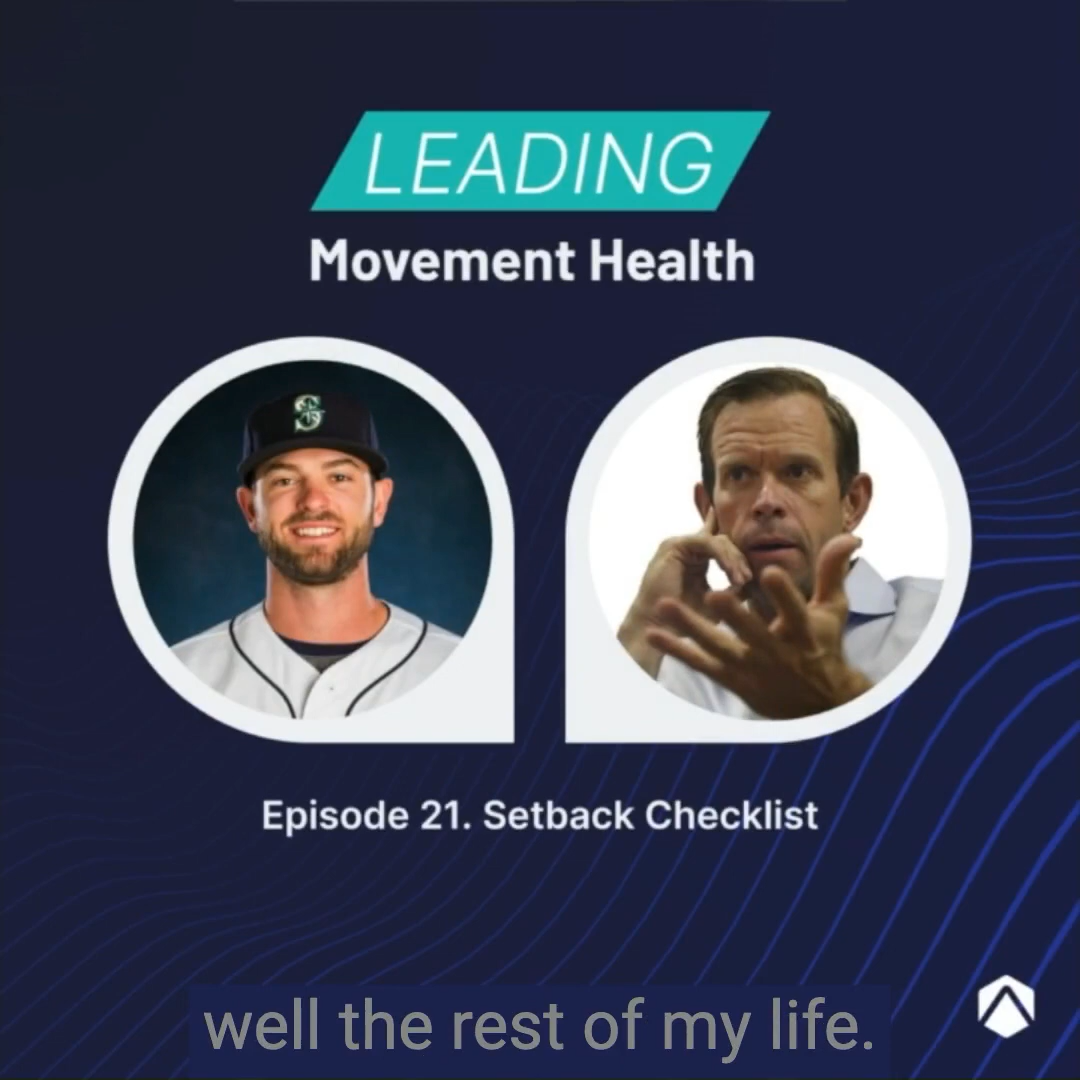 LEADING
Movement Health
S
Episode 21. Setback Checklist
well the rest of my life.